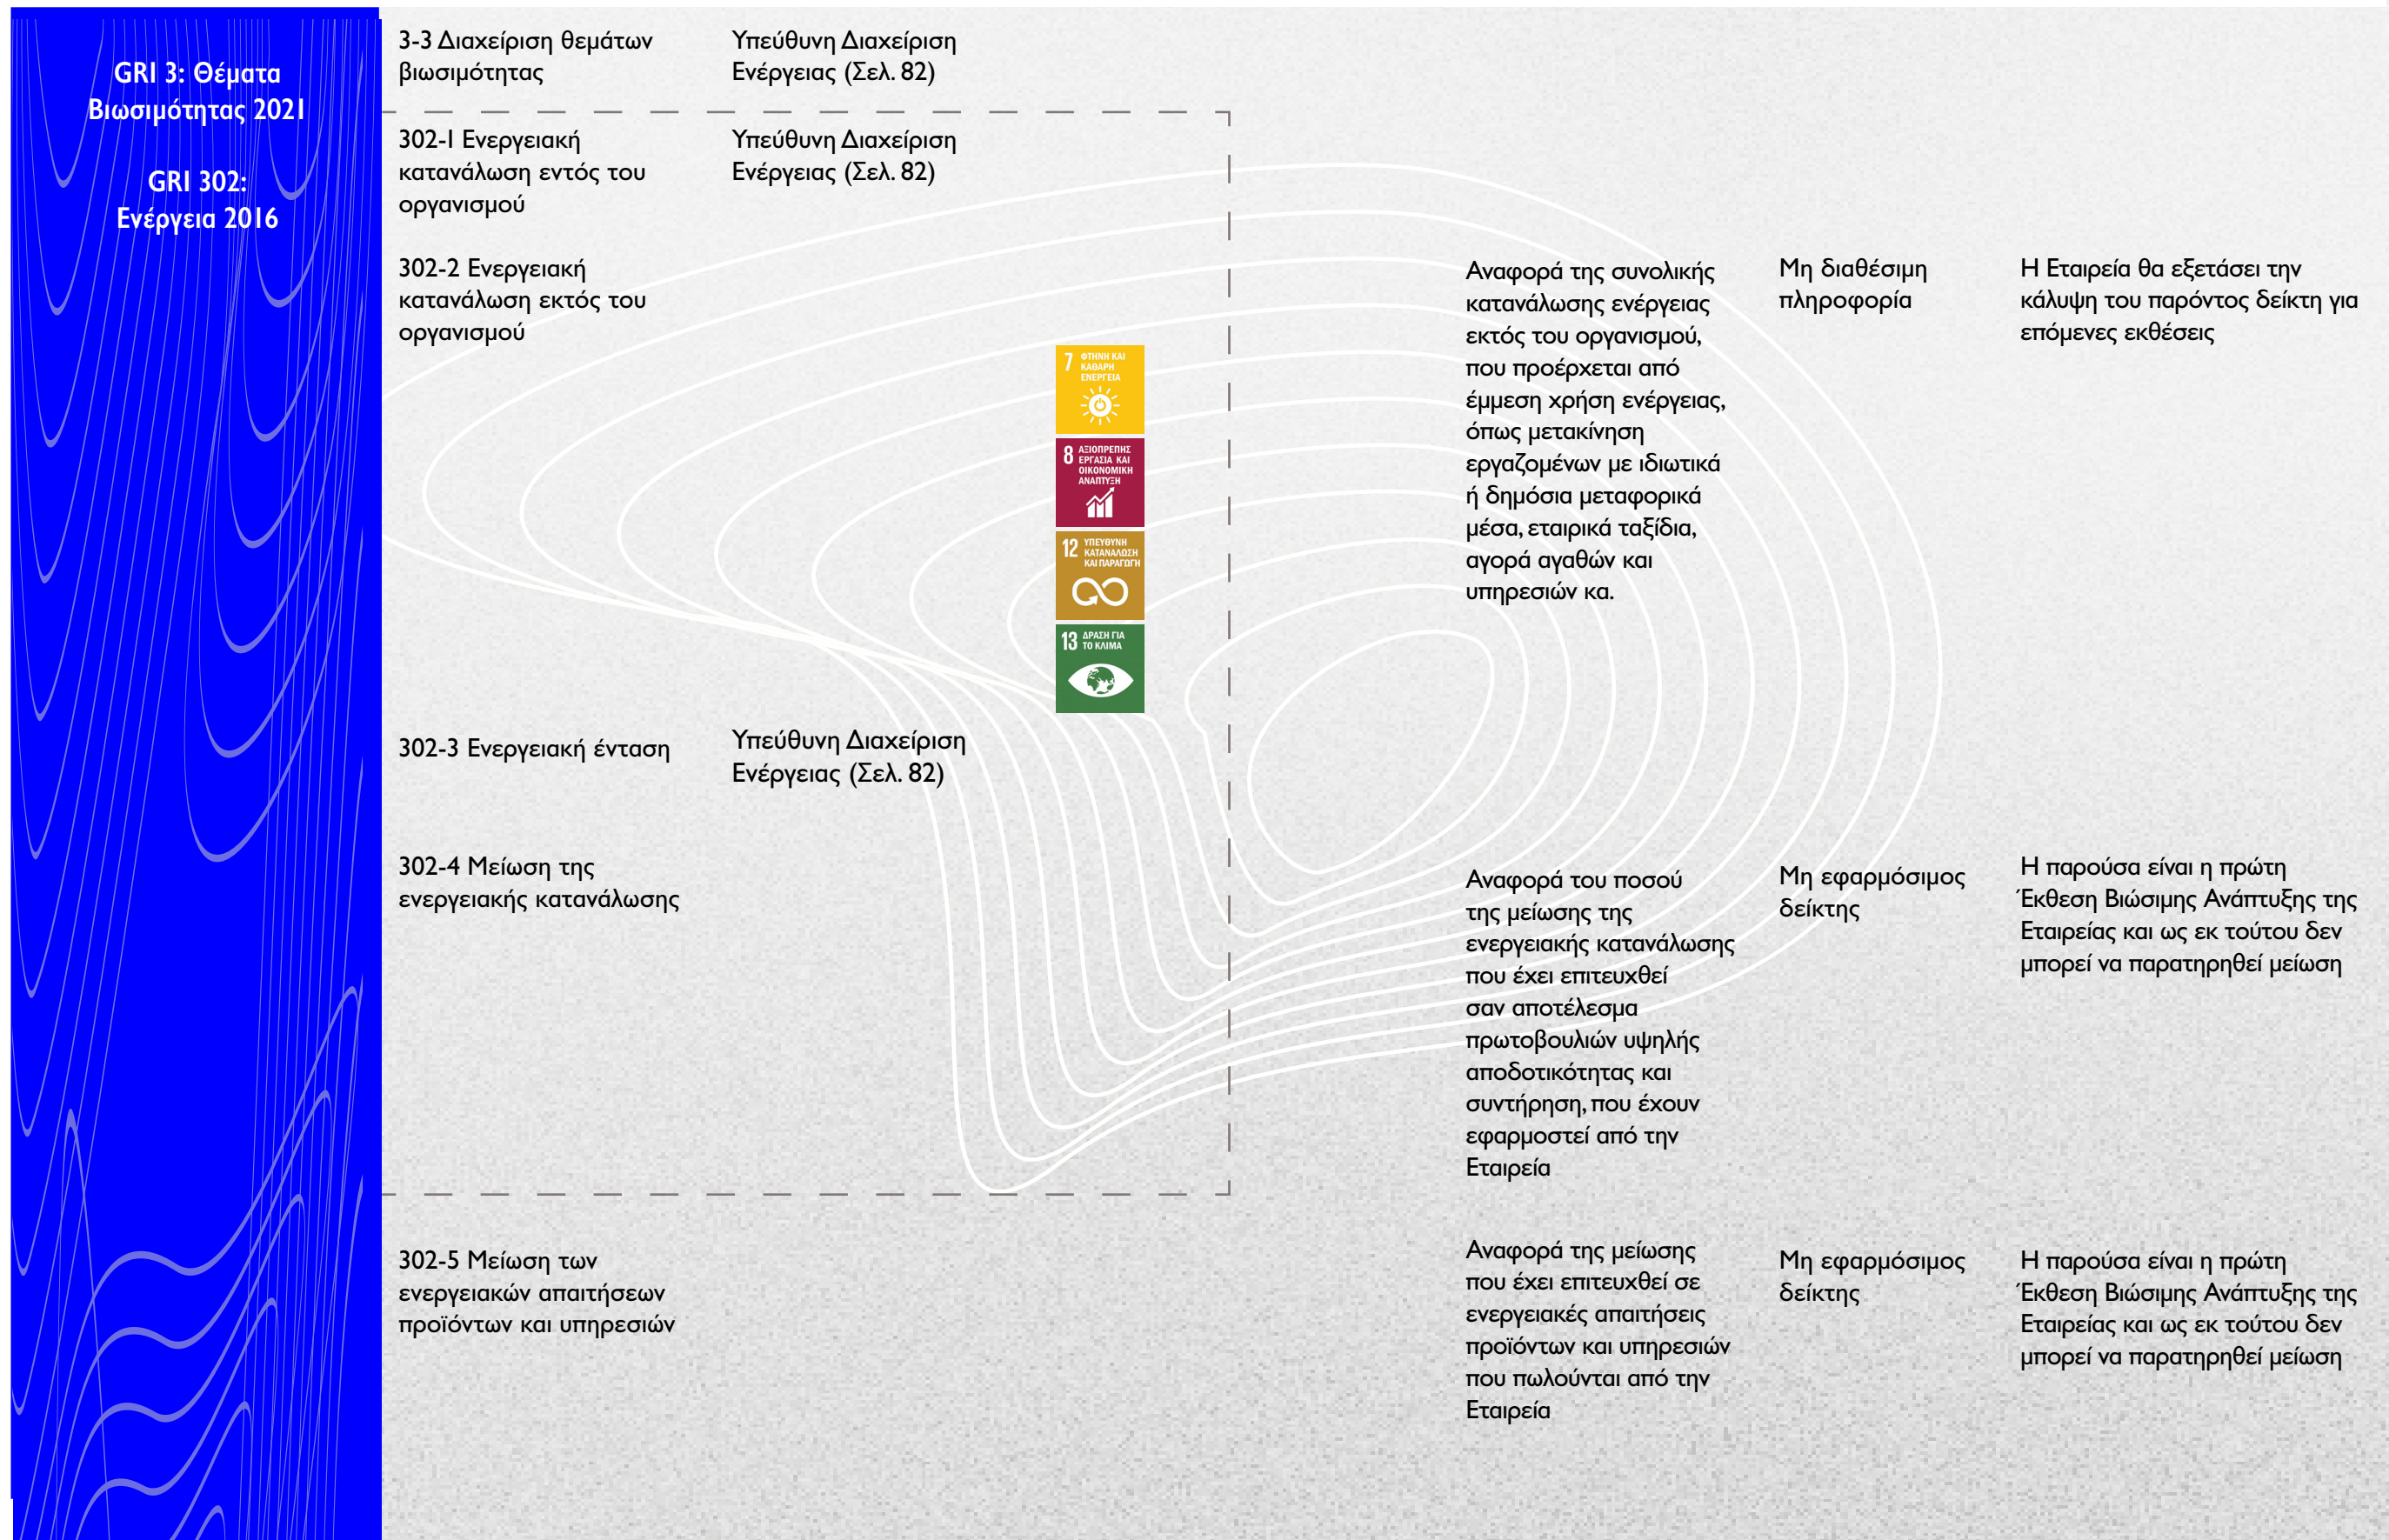 GRI 3: Θέματα
Βιωσιμότητας 2021
GRI 302:
Ενέργεια 2016
3-3 Διαχείριση θεμάτων
βιωσιμότητας
Υπεύθυνη Διαχείριση
Ενέργειας (Σελ. 82)
302-1 Ενεργειακή
κατανάλωση εντός του
οργανισμού
Υπεύθυνη Διαχείριση
Ενέργειας (Σελ. 82)
302-2 Ενεργειακή
κατανάλωση εκτός του
οργανισμού
Αναφορά της συνολικής
κατανάλωσης ενέργειας
εκτός του οργανισμού,
που προέρχεται από
έμμεση χρήση ενέργειας,
όπως μετακίνηση
εργαζομένων με ιδιωτικά
ή δημόσια μεταφορικά
μέσα, εταιρικά ταξίδια,
αγορά αγαθών και
υπηρεσιών κα.
Μη διαθέσιμη
πληροφορία
Η Εταιρεία θα εξετάσει την
κάλυψη του παρόντος δείκτη για
επόμενες εκθέσεις
7 ΦΤΗΝΗ ΚΑΙ
ΚΑΘΑΡΗ
ΕΝΕΡΓΕΙΑ
8 ΑΞΙΟΠΡΕΠΗΣ
ΕΡΓΑΣΙΑ ΚΑΙ
ΟΙΚΟΝΟΜΙΚΗ
ΑΝΑΠΤΥΞΗ
12 ΥΠΕΥΘΥΝΗ
ΚΑΤΑΝΑΛΩΣΗ
ΚΑΙ ΠΑΡΑΓΩΓΗ
13 ΔΡΑΣΗ ΓΙΑ
ΤΟ ΚΛΙΜΑ
302-3 Ενεργειακή ένταση
Υπεύθυνη Διαχείριση
Ενέργειας (Σελ. 82)
302-4 Μείωση της
ενεργειακής κατανάλωσης
Αναφορά του ποσού
της μείωσης της
ενεργειακής κατανάλωσης
που έχει επιτευχθεί
σαν αποτέλεσμα
πρωτοβουλιών υψηλής
αποδοτικότητας και
συντήρηση, που έχουν
εφαρμοστεί από την
Εταιρεία
Μη εφαρμόσιμος
δείκτης
Η παρούσα είναι η πρώτη
Έκθεση Βιώσιμης Ανάπτυξης της
Εταιρείας και ως εκ τούτου δεν
μπορεί να παρατηρηθεί μείωση
302-5 Μείωση των
ενεργειακών απαιτήσεων
προϊόντων και υπηρεσιών
Αναφορά της μείωσης
που έχει επιτευχθεί σε
ενεργειακές απαιτήσεις
προϊόντων και υπηρεσιών
που πωλούνται από την
Εταιρεία
Μη εφαρμόσιμος
δείκτης
Η παρούσα είναι η πρώτη
Έκθεση Βιώσιμης Ανάπτυξης της
Εταιρείας και ως εκ τούτου δεν
μπορεί να παρατηρηθεί μείωση